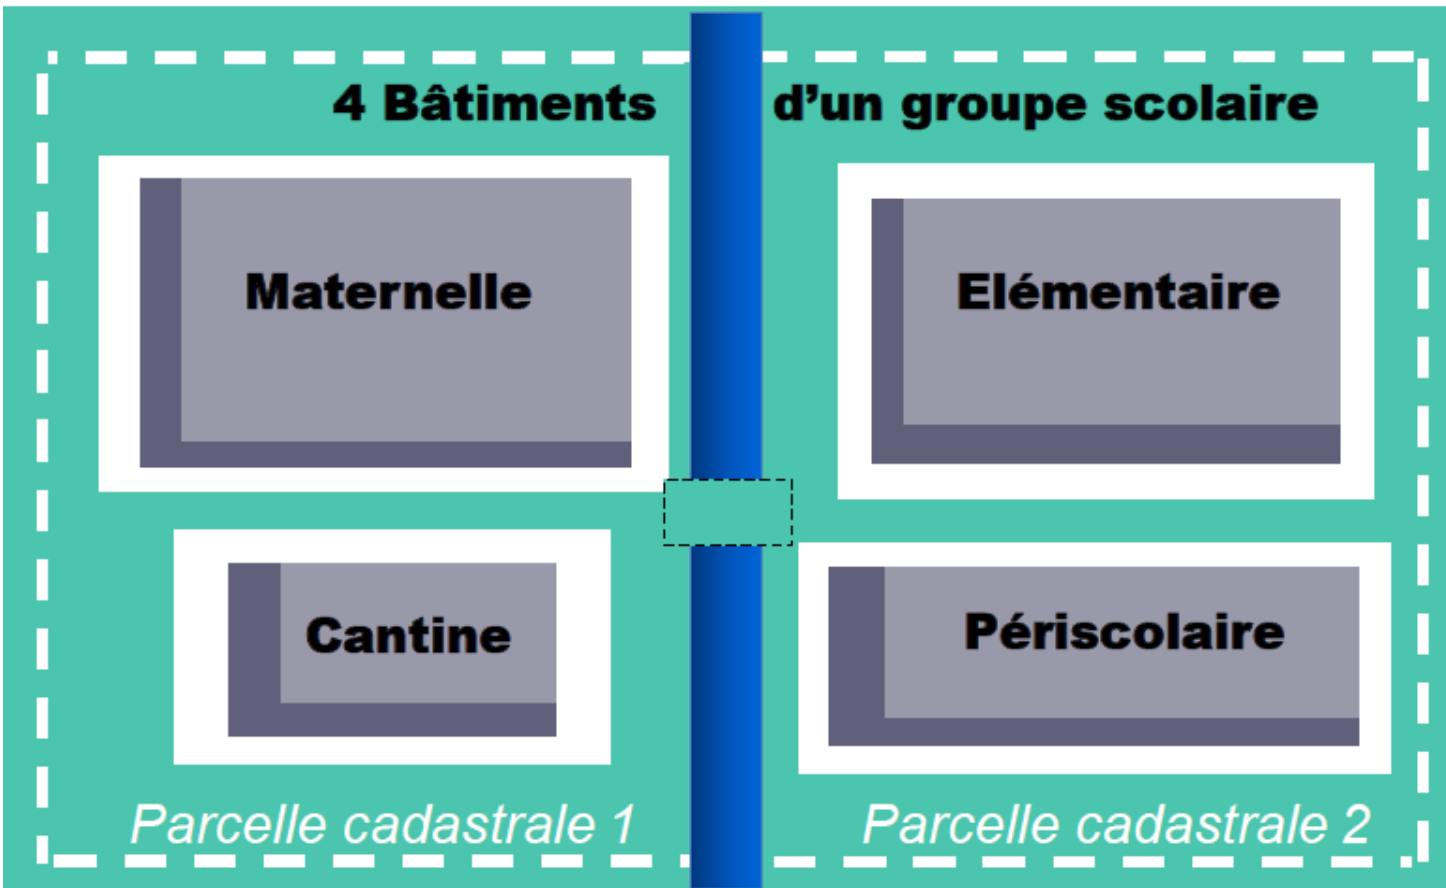 4 Bâtiments d’un groupe scolaire
Maternelle
Elémentaire
Cantine
Périscolaire
Parcelle cadastrale 1
Parcelle cadastrale 2